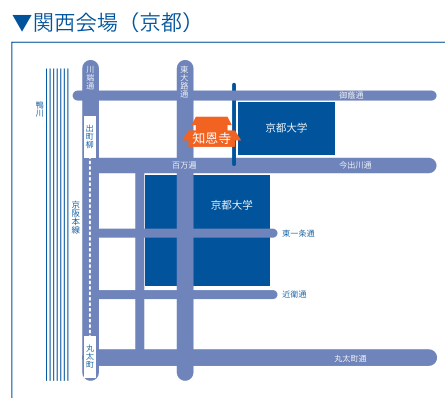 ▼関西会場（京都）
川端通
東大路通
御蔭通
鴨川
出町柳
知恩寺
京都大学
百万遍
今出川通
京阪本線
京都大学
東一条通
近衛通
丸太町
丸太町通